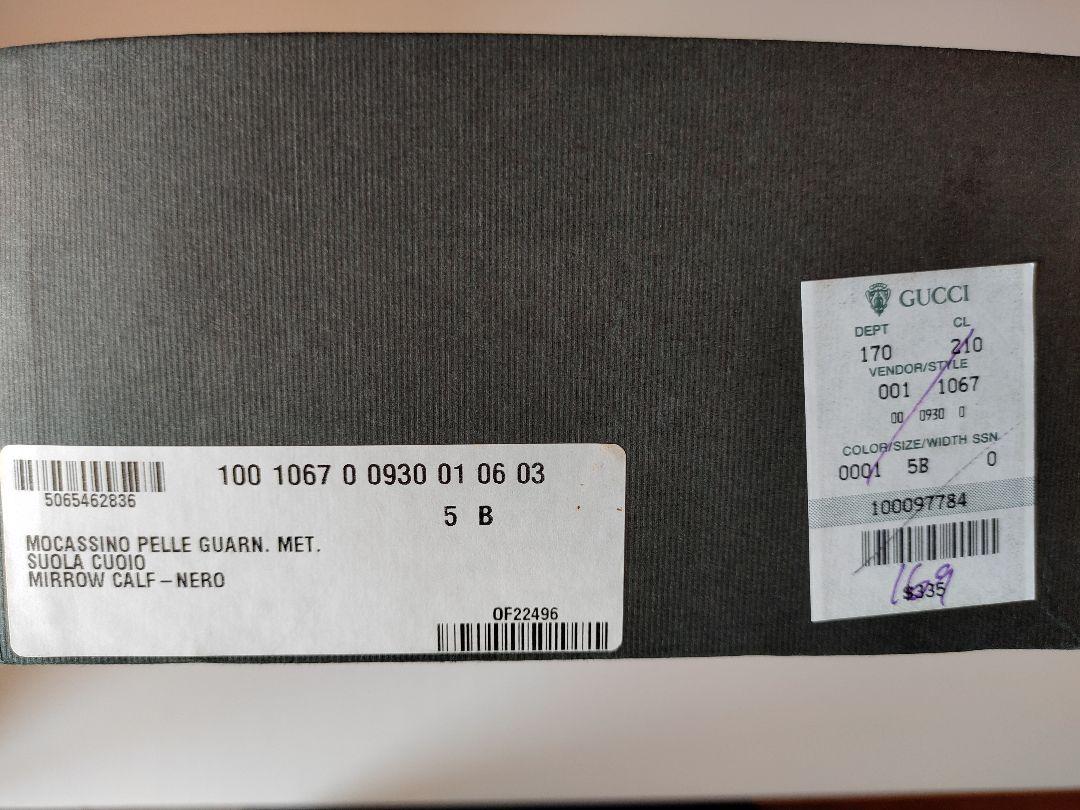 GUCCI
DEPT CL
170 210
VENDOR/STYLE
001 1067
00 0930 0
COLOR/SIZE/WIDTH SSN
0001 5B 0
100097784
169
$335
100 1067 0 0930 01 06 03
5065462836
5 B
MOCASSINO PELLE GUARN. MET.
SUOLA CUOIO
MIRROW CALF–NERO
OF22496